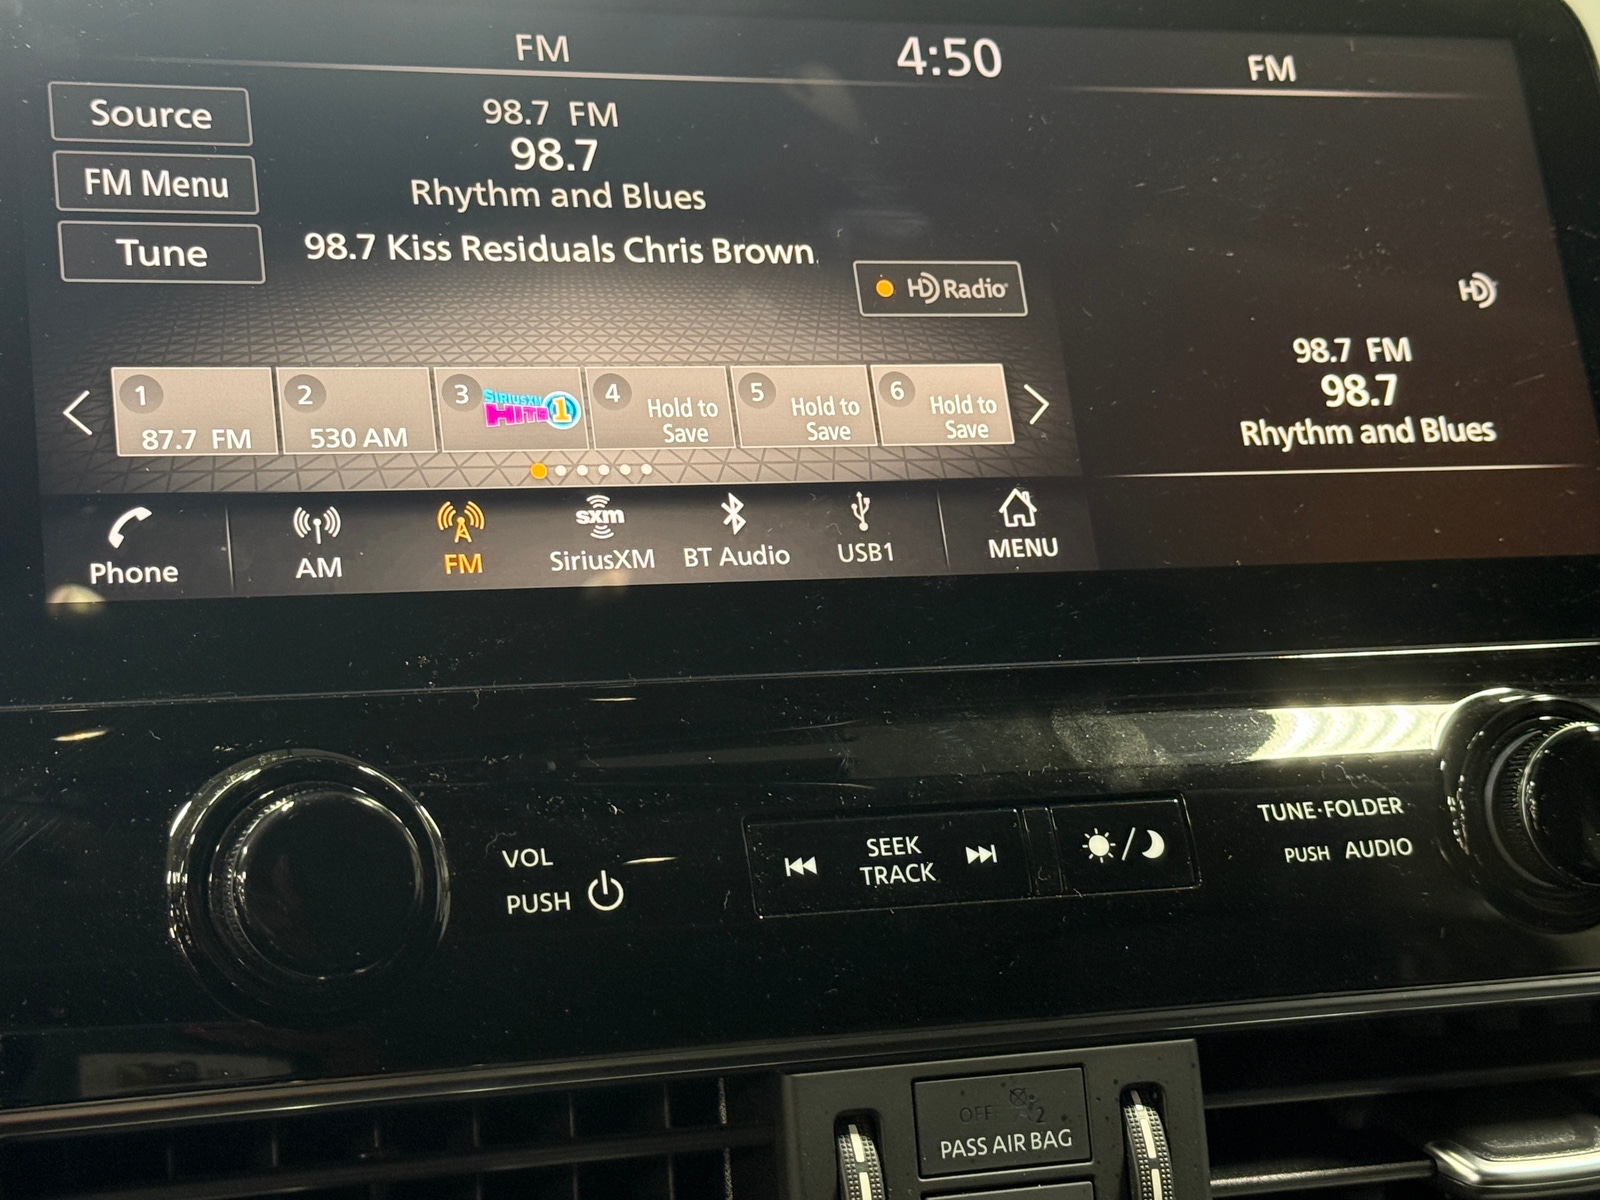 FM
4:50
FM
Source
FM Menu
Tune
98.7 FM
98.7
Rhythm and Blues
98.7 Kiss Residuals Chris Brown
HD Radio
HD
98.7 FM
98.7
Rhythm and Blues
1
87.7 FM
2
530 AM
3
SIRIUSXM
HITS 1
4
Hold to
Save
5
Hold to
Save
6
Hold to
Save
Phone
AM
FM
sxm
SiriusXM
BT Audio
USB1
MENU
VOL
PUSH
SEEK
TRACK
TUNE·FOLDER
PUSH AUDIO
OFF 2
PASS AIR BAG